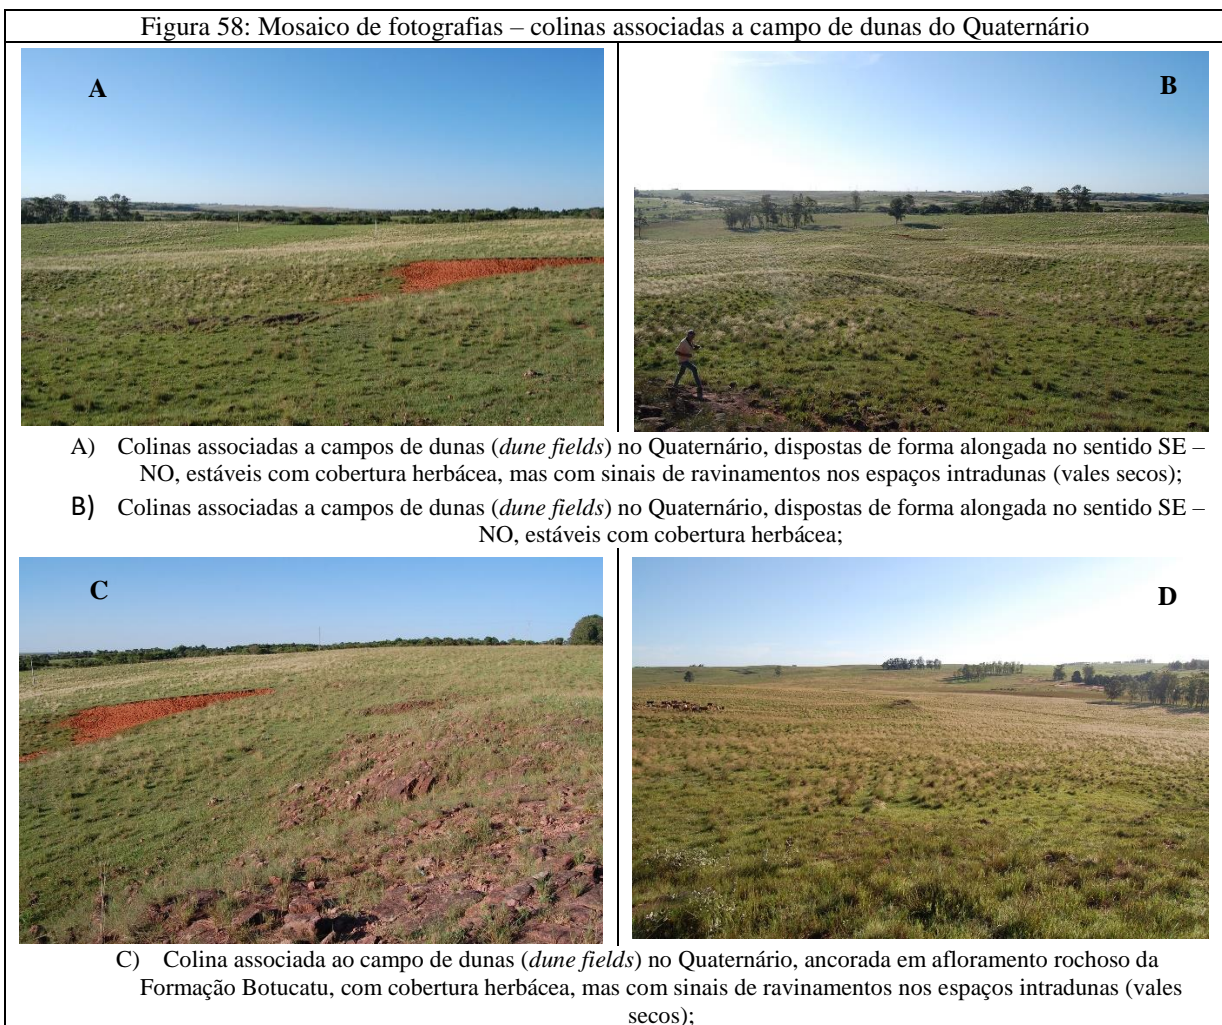 Figura 58: Mosaico de fotografias – colinas associadas a campo de dunas do Quaternário
A
B
A) Colinas associadas a campos de dunas (dune fields) no Quaternário, dispostas de forma alongada no sentido SE –
NO, estáveis com cobertura herbácea, mas com sinais de ravinamentos nos espaços intradunas (vales secos);
B) Colinas associadas a campos de dunas (dune fields) no Quaternário, dispostas de forma alongada no sentido SE –
NO, estáveis com cobertura herbácea;
C
D
C) Colina associada ao campo de dunas (dune fields) no Quaternário, ancorada em afloramento rochoso da
Formação Botucatu, com cobertura herbácea, mas com sinais de ravinamentos nos espaços intradunas (vales
secos);